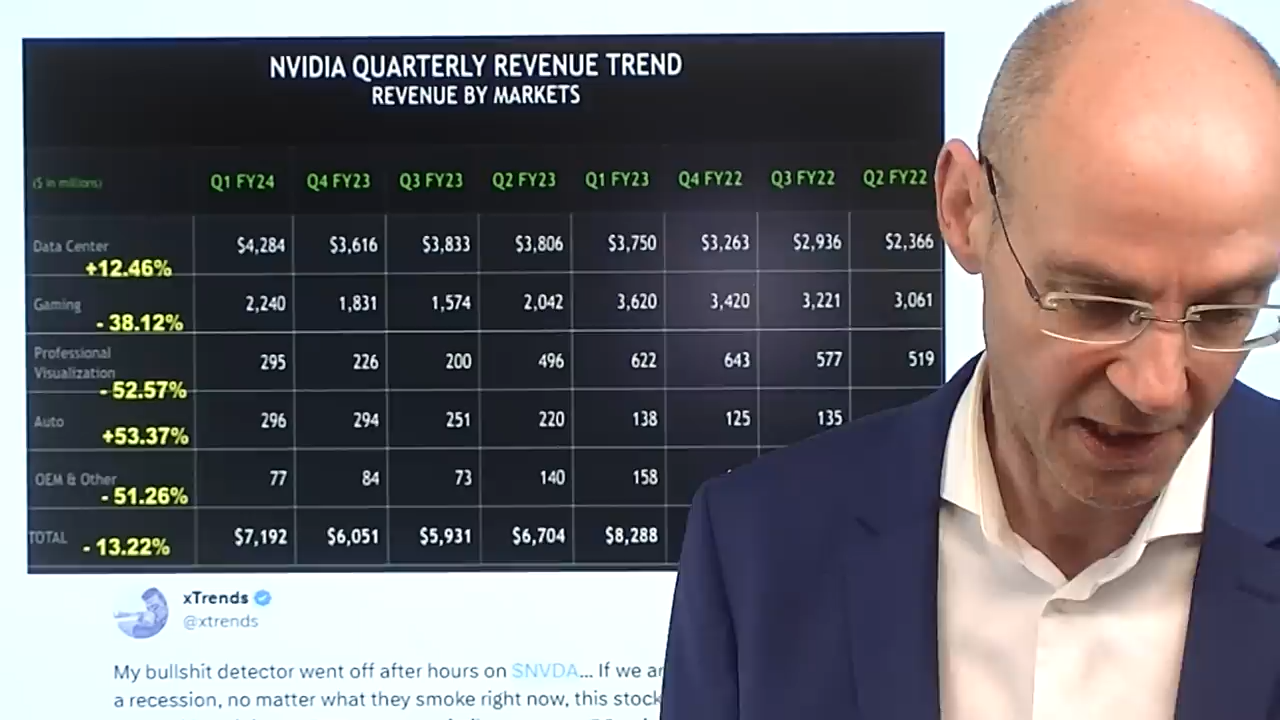 NVIDIA QUARTERLY REVENUE TREND
REVENUE BY MARKETS
($ in millions) Q1 FY24 Q4 FY23 Q3 FY23 Q2 FY23 Q1 FY23 Q4 FY22 Q3 FY22 Q2 FY22
Data Center $4,284 $3,616 $3,833 $3,806 $3,750 $3,263 $2,936 $2,366
+12.46%
Gaming 2,240 1,831 1,574 2,042 3,620 3,420 3,221 3,061
- 38.12%
Professional
Visualization 295 226 200 496 622 643 577 519
- 52.57%
Auto 296 294 251 220 138 125 135
+53.37%
OEM & Other 77 84 73 140 158
- 51.26%
TOTAL $7,192 $6,051 $5,931 $6,704 $8,288
- 13.22%
xTrends
@xtrends
My bullshit detector went off after hours on $NVDA... If we
a recession, no matter what they smoke right now, this stock